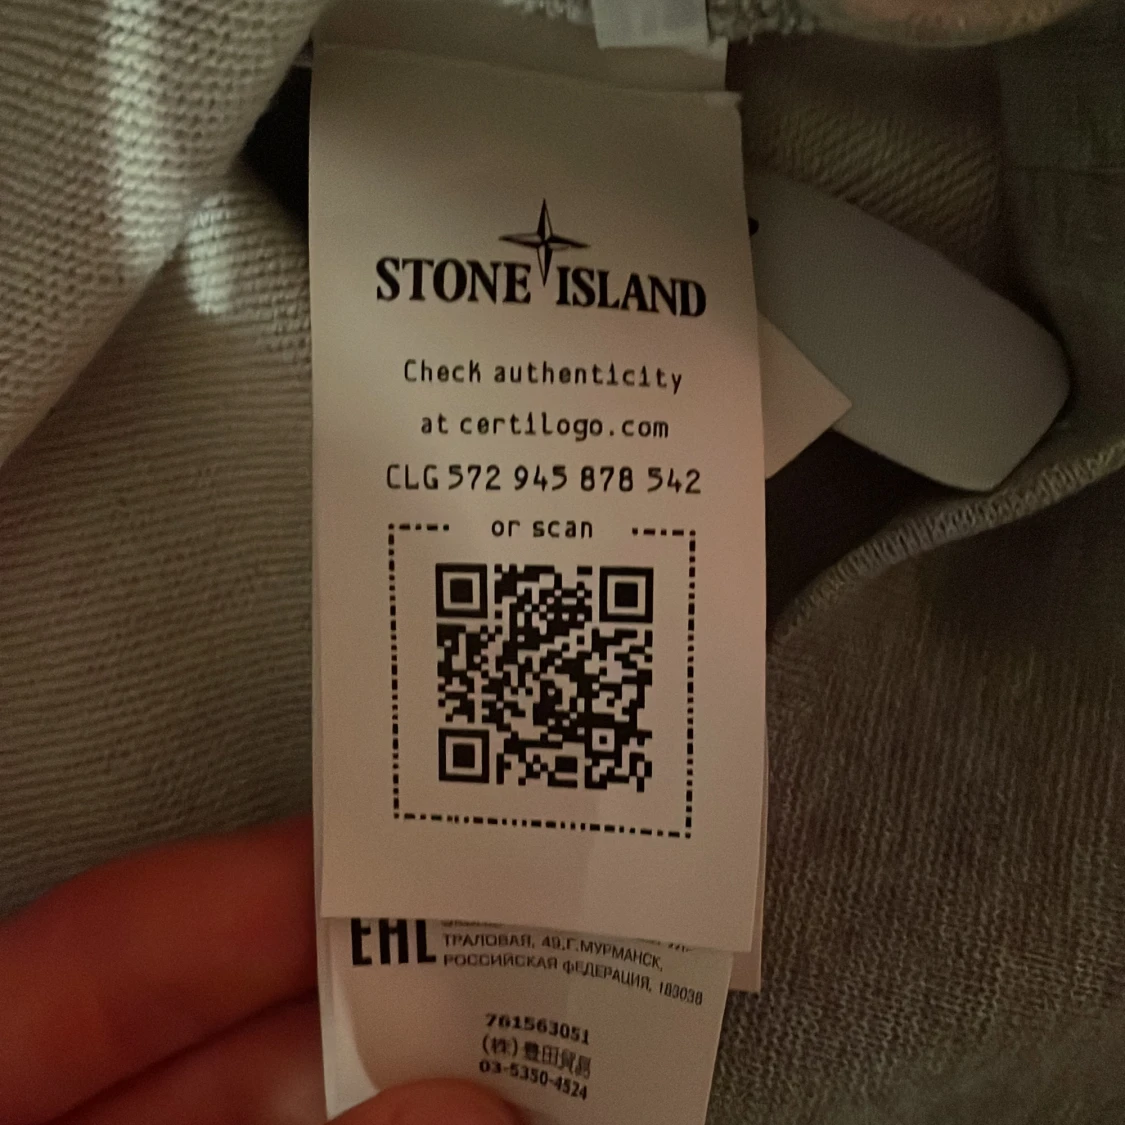 STONE ISLAND
Check authenticity
at certilogo.com
CLG 572 945 878 542
or scan
EAC
ТРАЛОВАЯ, 49,Г.МУРМАНСК,
РОССИЙСКАЯ ФЕДЕРАЦИЯ, 183038
761563051
(株)豊田貿易
03-5350-4524